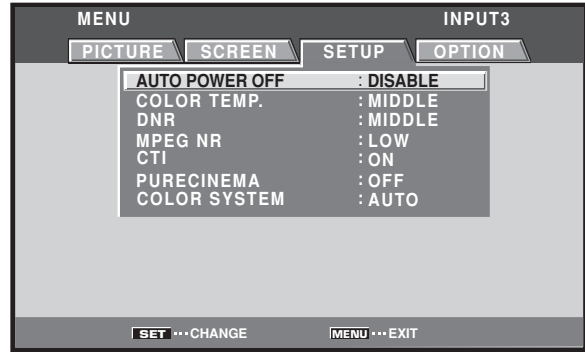 MENU INPUT3
PICTURE SCREEN SETUP OPTION
AUTO POWER OFF : DISABLE
COLOR TEMP. : MIDDLE
DNR : MIDDLE
MPEG NR : LOW
CTI : ON
PURECINEMA : OFF
COLOR SYSTEM : AUTO
SET ··· CHANGE MENU ··· EXIT